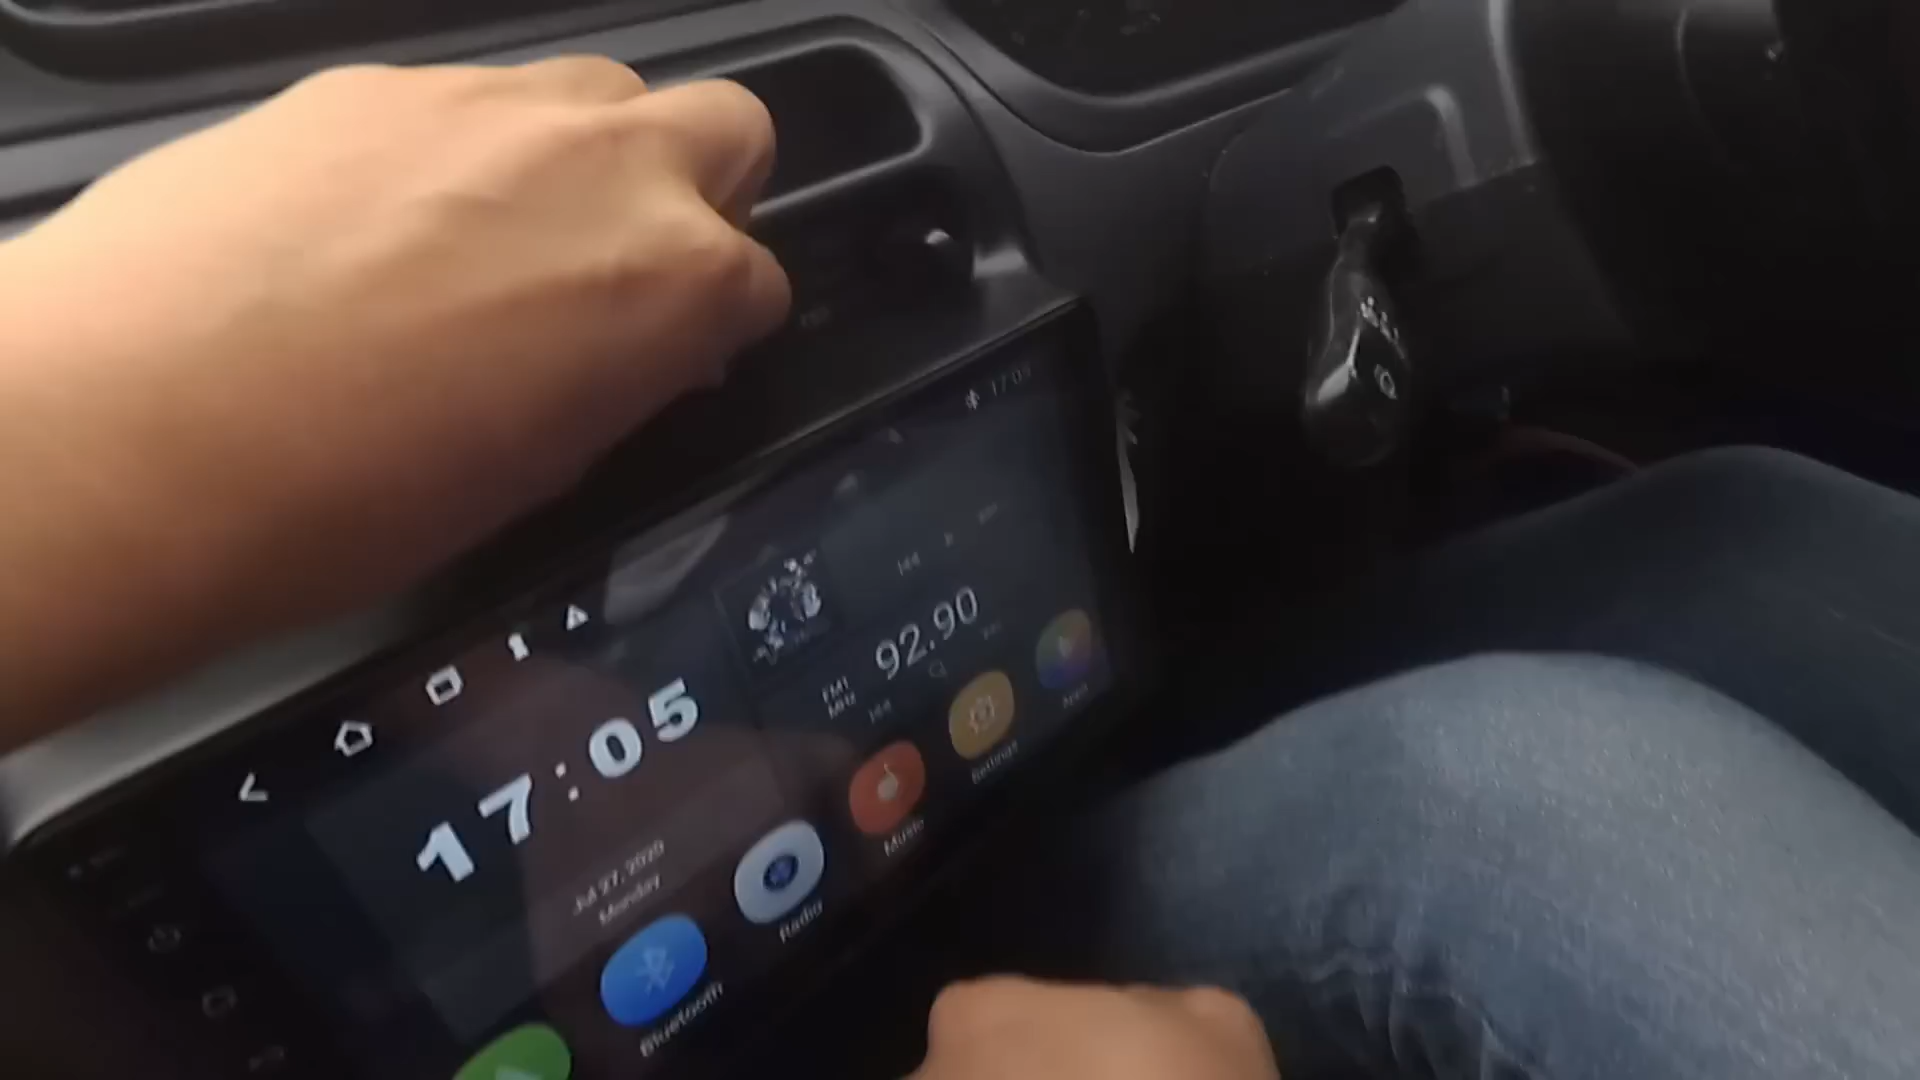 17:05
17:05
Jul 27, 2020
Monday
FM1
MHz
92.90
Bluetooth
Radio
Music
Settings
Apps